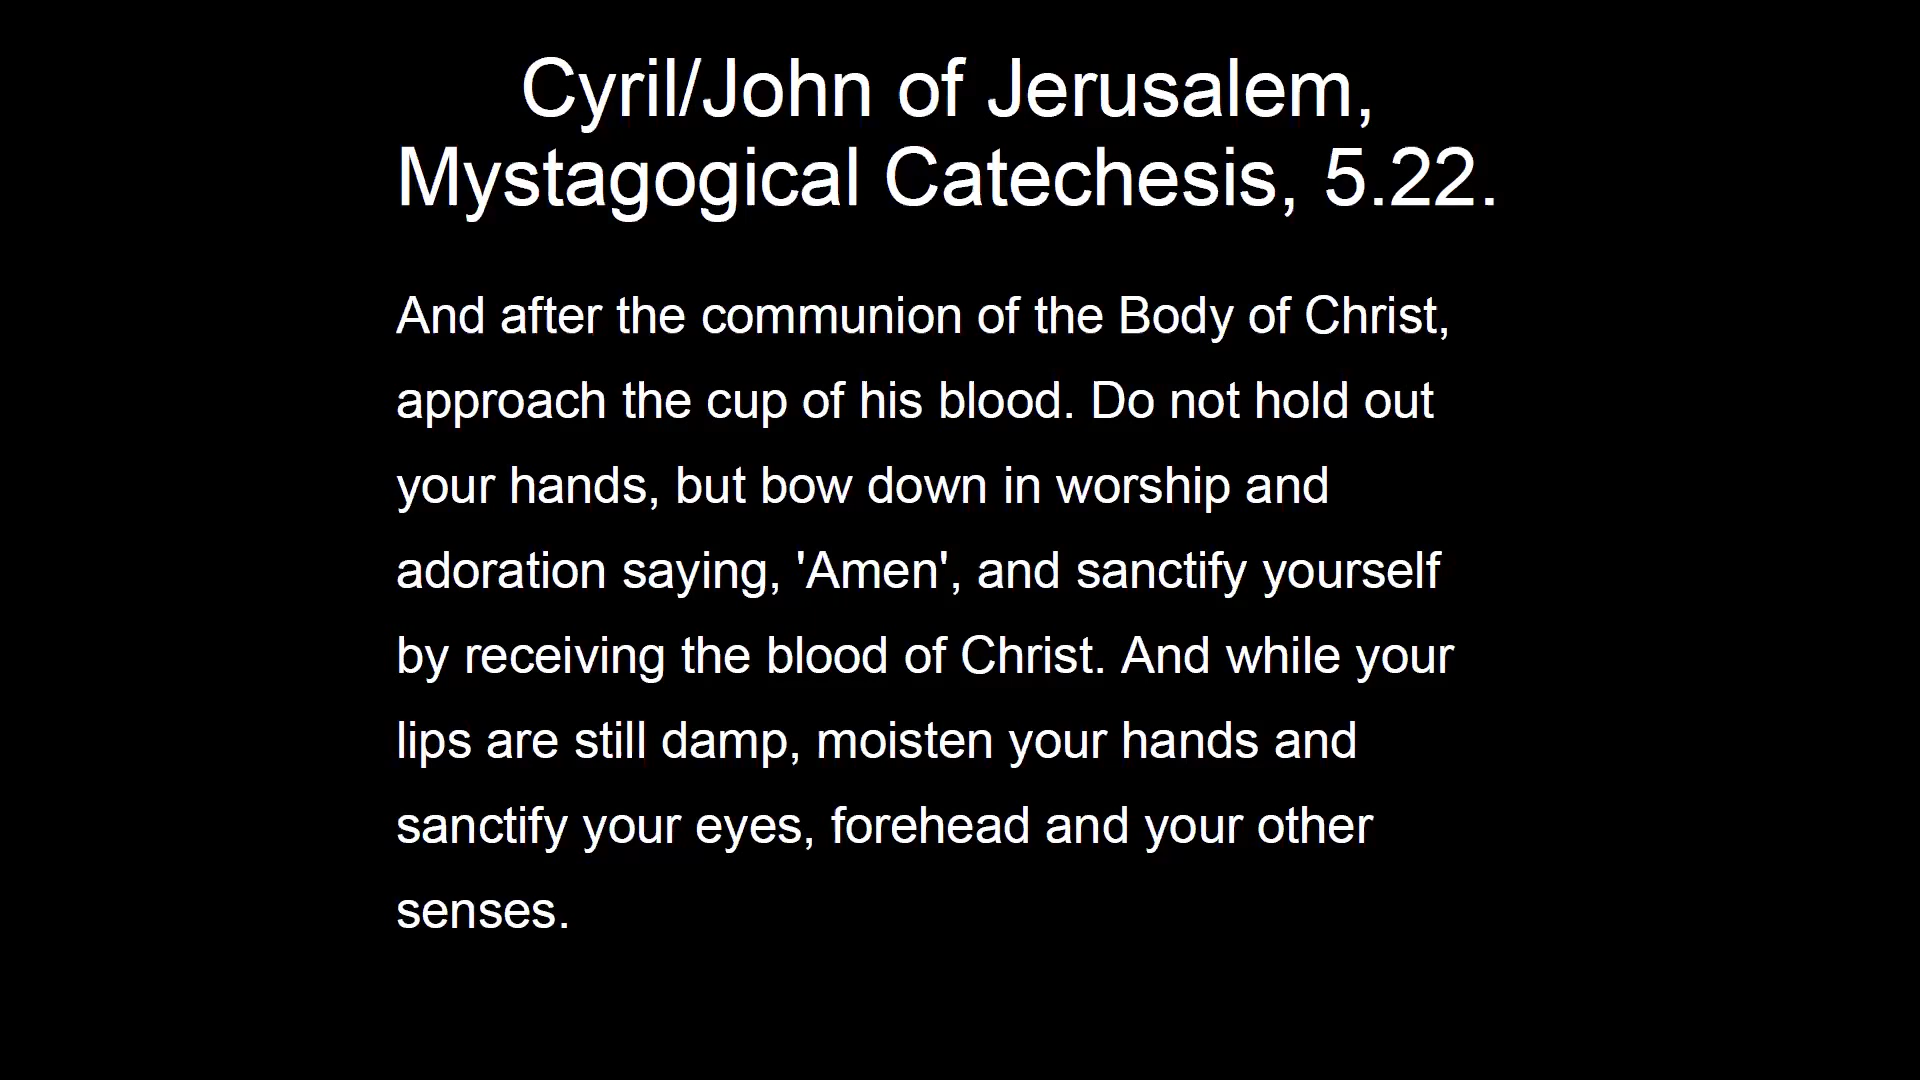 Cyril/John of Jerusalem,
Mystagogical Catechesis, 5.22.
And after the communion of the Body of Christ,
approach the cup of his blood. Do not hold out
your hands, but bow down in worship and
adoration saying, 'Amen', and sanctify yourself
by receiving the blood of Christ. And while your
lips are still damp, moisten your hands and
sanctify your eyes, forehead and your other
senses.